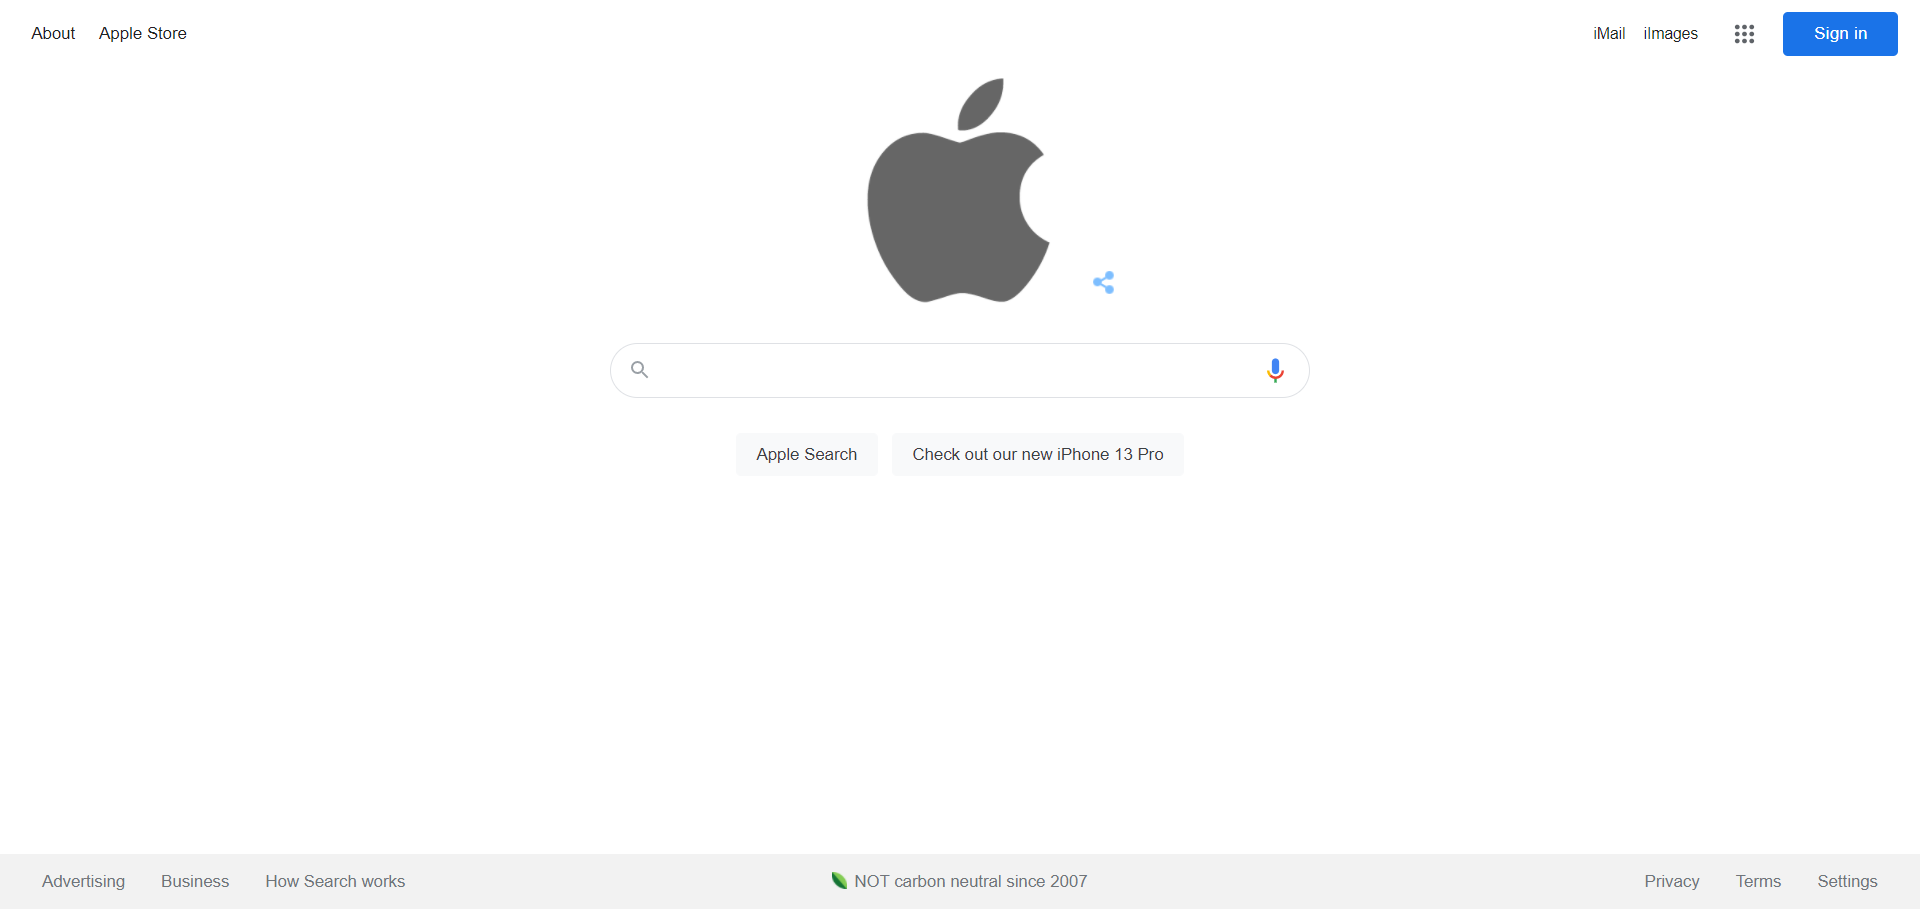 About Apple Store iMail iImages Sign in
Apple Search Check out our new iPhone 13 Pro
Advertising Business How Search works NOT carbon neutral since 2007 Privacy Terms Settings